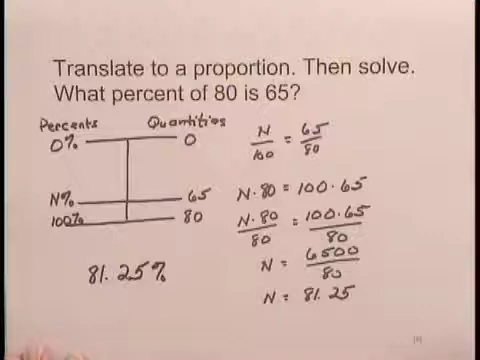 Translate to a proportion. Then solve.
What percent of 80 is 65?
Percents Quantities
0% 0
N% 65
100% 80
81.25%
N/100 = 65/80
N·80 = 100·65
N·80/80 = 100·65/80
N = 6500/80
N = 81.25